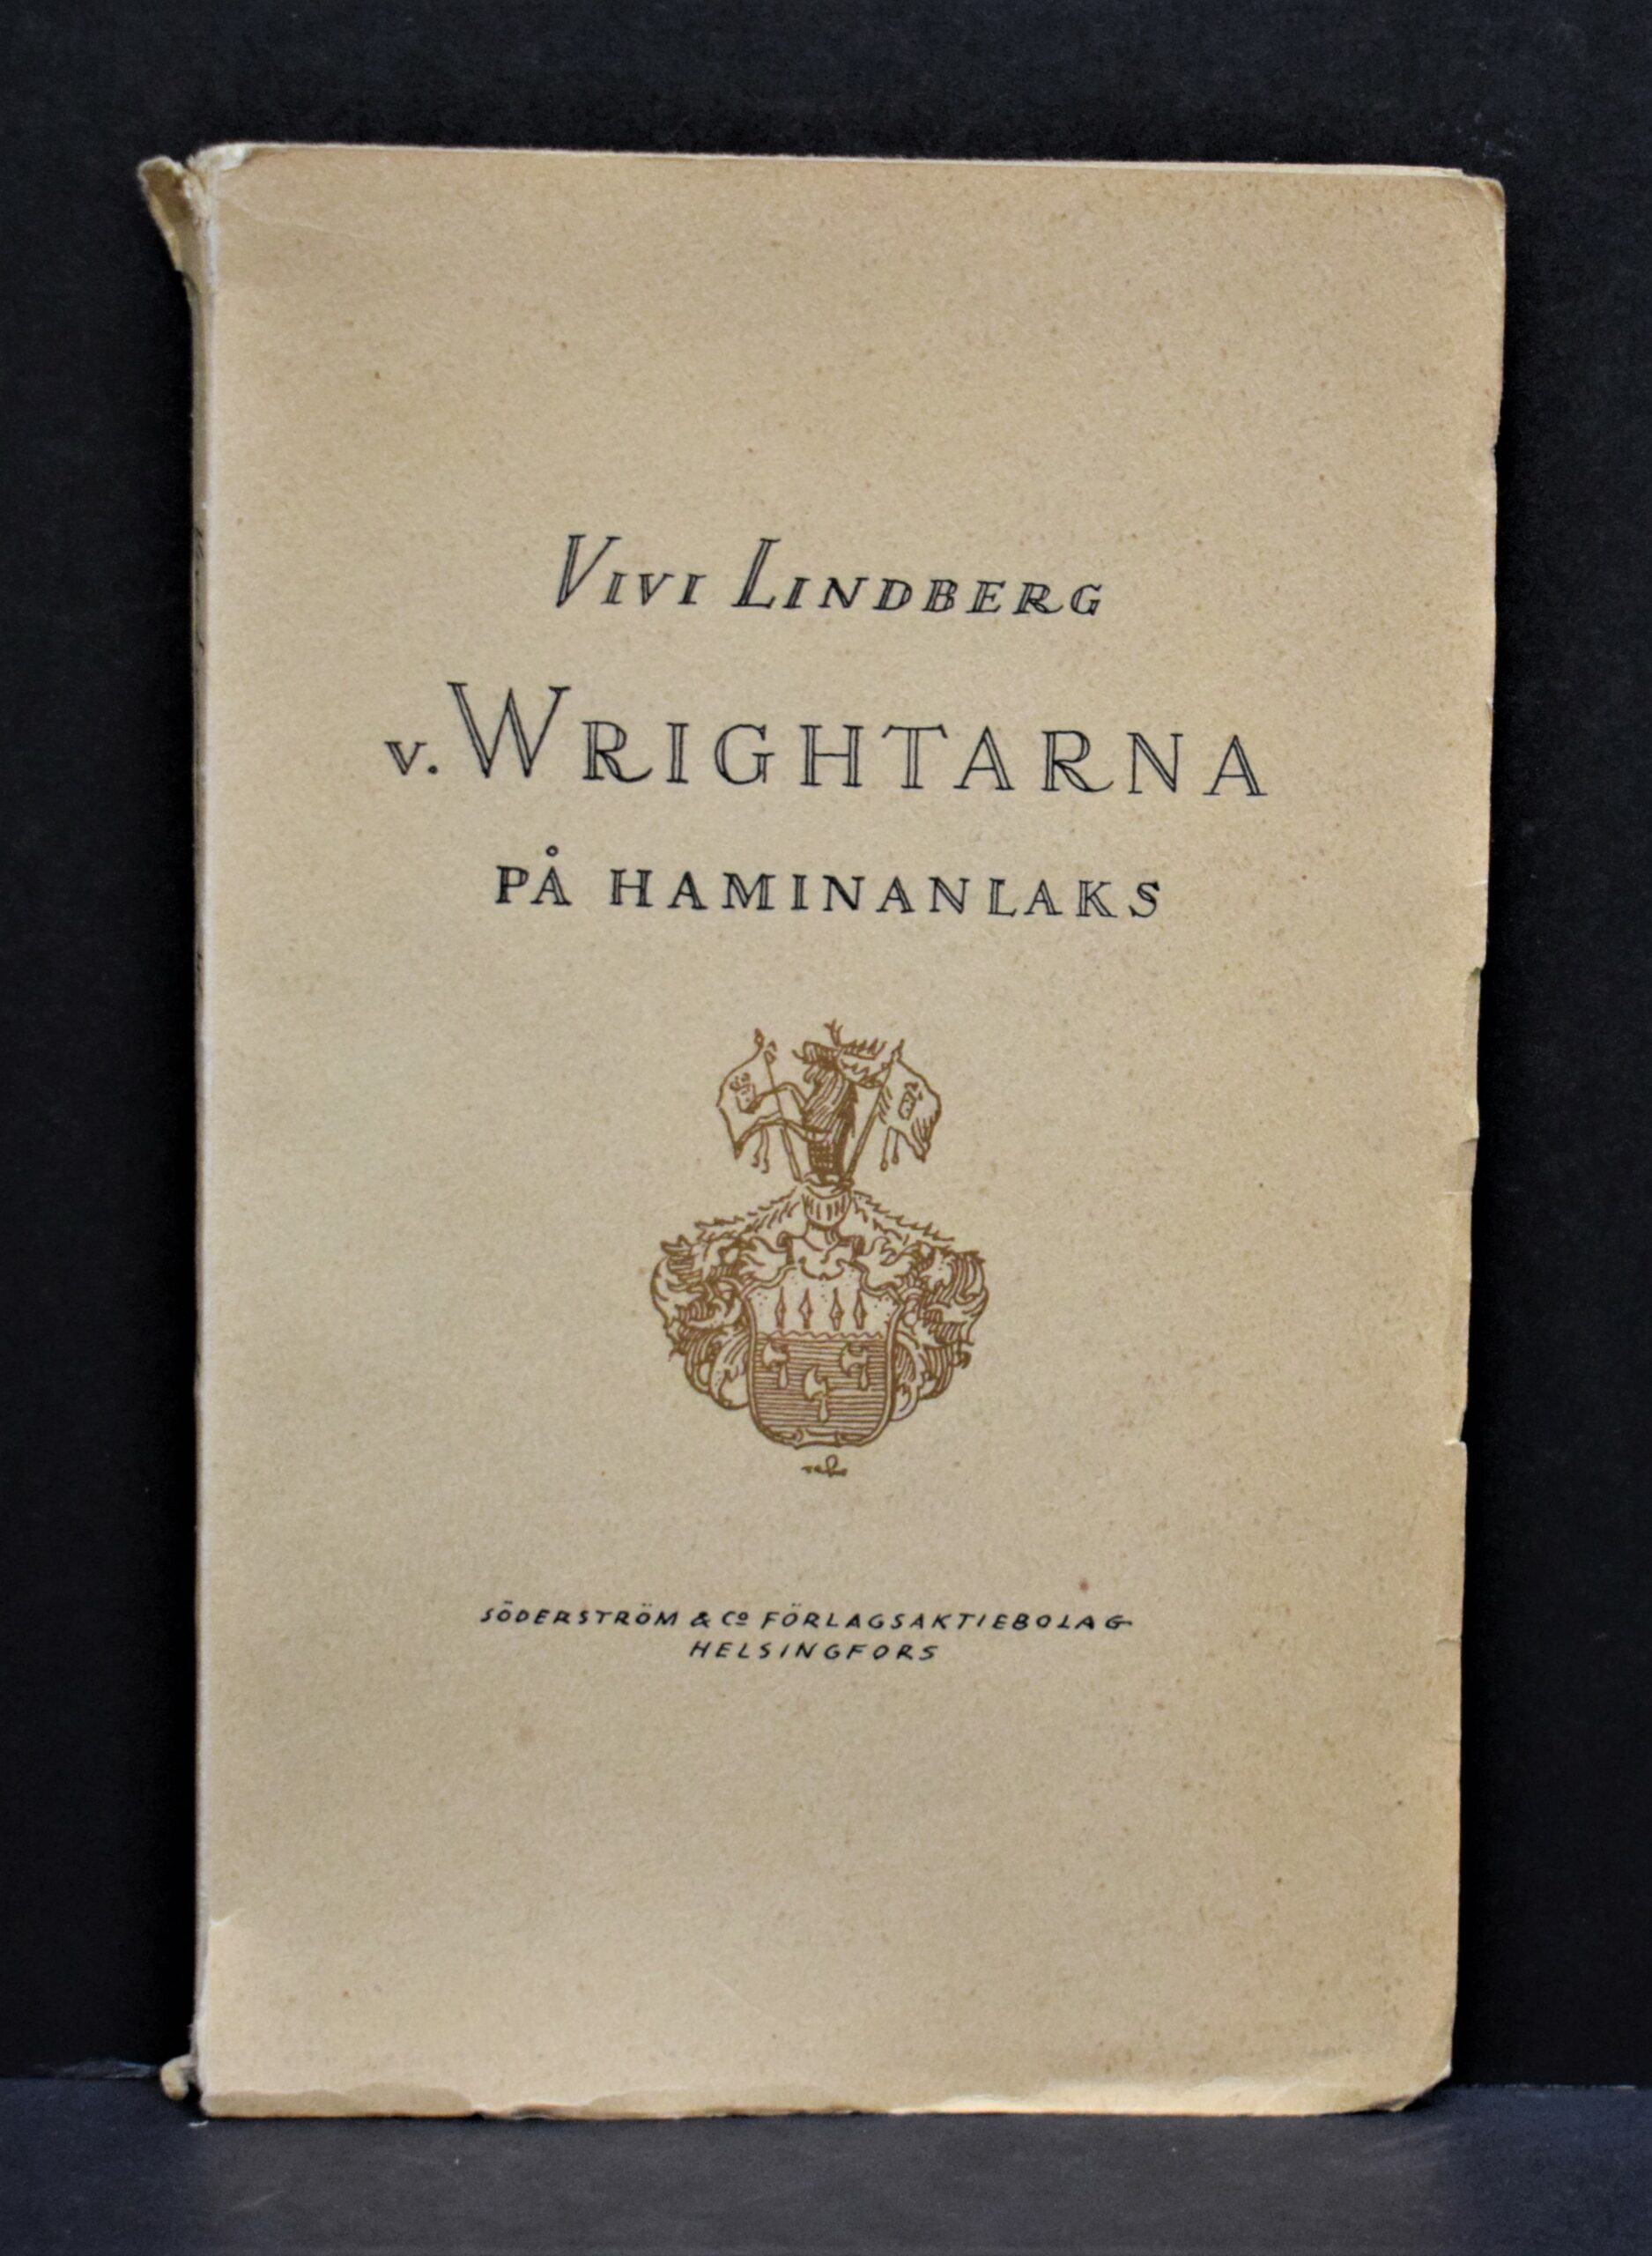 VIVI LINDBERG
v. WRIGHTARNA
PÅ HAMINANLAKS
SÖDERSTRÖM & Cº FÖRLAGSAKTIEBOLAG
HELSINGFORS